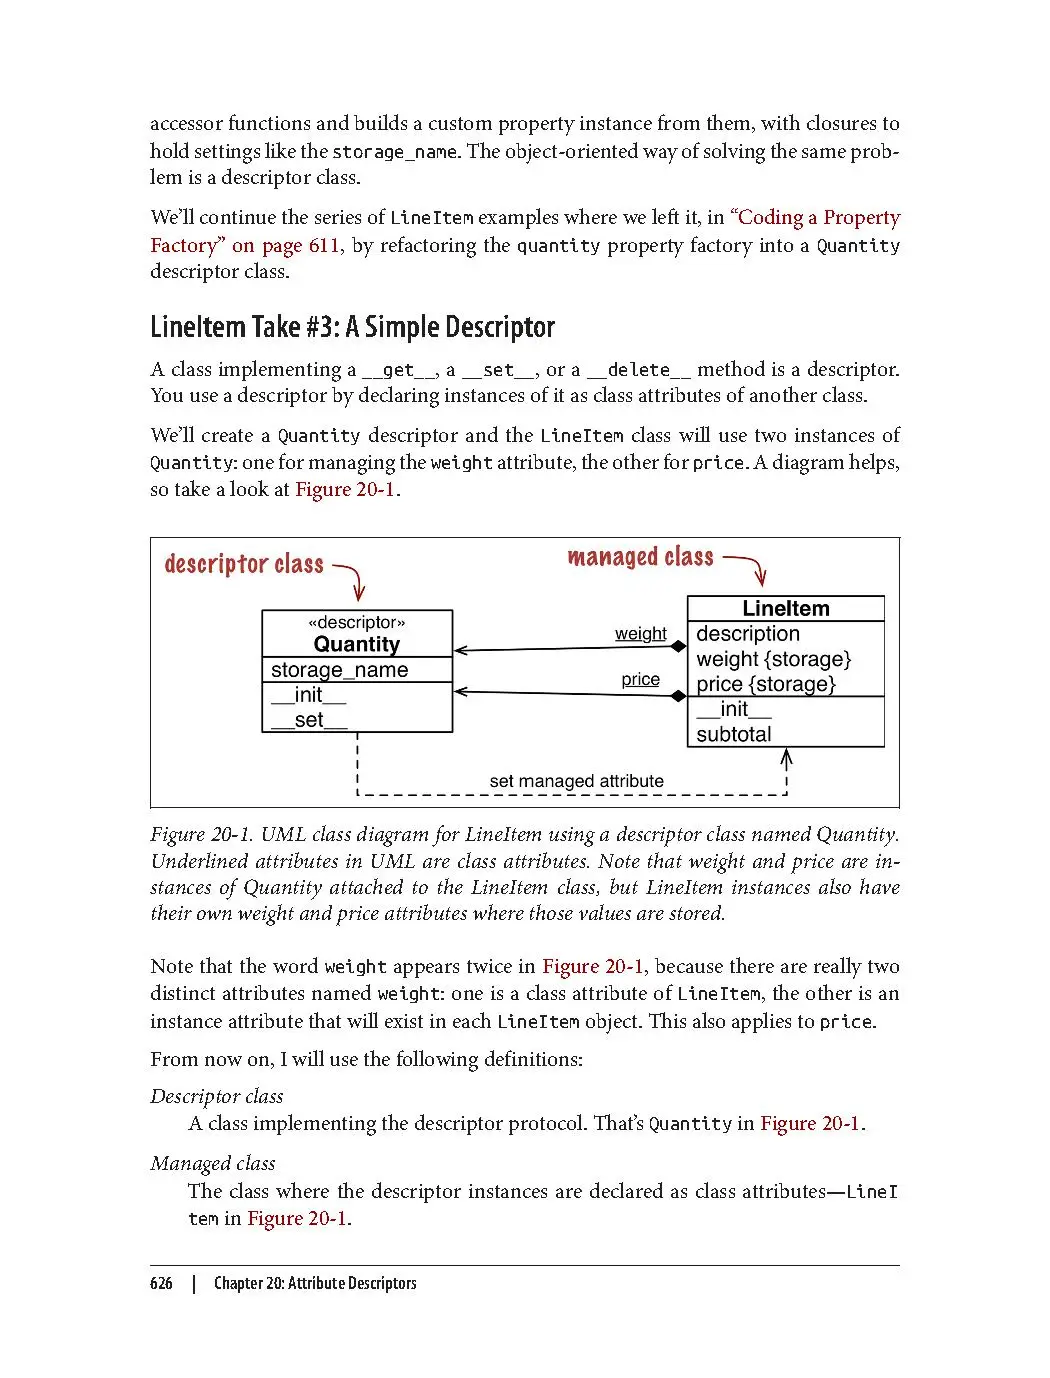 accessor functions and builds a custom property instance from them, with closures to
hold settings like the storage_name. The object-oriented way of solving the same prob-
lem is a descriptor class.
We’ll continue the series of LineItem examples where we left it, in “Coding a Property
Factory” on page 611, by refactoring the quantity property factory into a Quantity
descriptor class.
LineItem Take #3: A Simple Descriptor
A class implementing a __get__, a __set__, or a __delete__ method is a descriptor.
You use a descriptor by declaring instances of it as class attributes of another class.
We’ll create a Quantity descriptor and the LineItem class will use two instances of
Quantity: one for managing the weight attribute, the other for price. A diagram helps,
so take a look at Figure 20-1.
descriptor class
managed class
«descriptor»
Quantity
storage_name
__init__
__set__
weight
price
LineItem
description
weight {storage}
price {storage}
__init__
subtotal
set managed attribute
Figure 20-1. UML class diagram for LineItem using a descriptor class named Quantity.
Underlined attributes in UML are class attributes. Note that weight and price are in-
stances of Quantity attached to the LineItem class, but LineItem instances also have
their own weight and price attributes where those values are stored.
Note that the word weight appears twice in Figure 20-1, because there are really two
distinct attributes named weight: one is a class attribute of LineItem, the other is an
instance attribute that will exist in each LineItem object. This also applies to price.
From now on, I will use the following definitions:
Descriptor class
A class implementing the descriptor protocol. That’s Quantity in Figure 20-1.
Managed class
The class where the descriptor instances are declared as class attributes—LineI
tem in Figure 20-1.
626 | Chapter 20: Attribute Descriptors